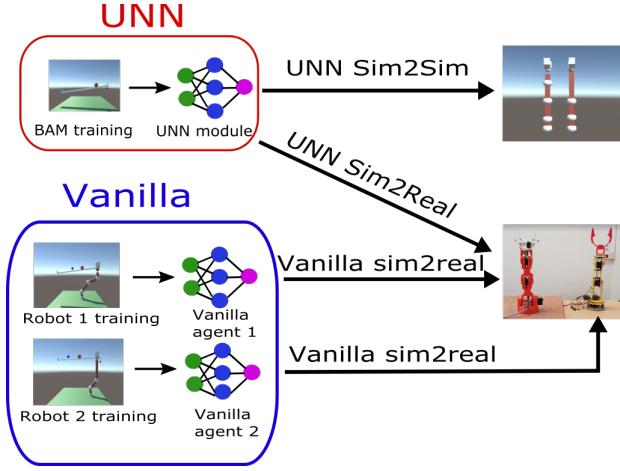 UNN
BAM training
UNN module
UNN Sim2Sim
UNN Sim2Real
Vanilla
Robot 1 training
Vanilla
agent 1
Vanilla sim2real
Robot 2 training
Vanilla
agent 2
Vanilla sim2real